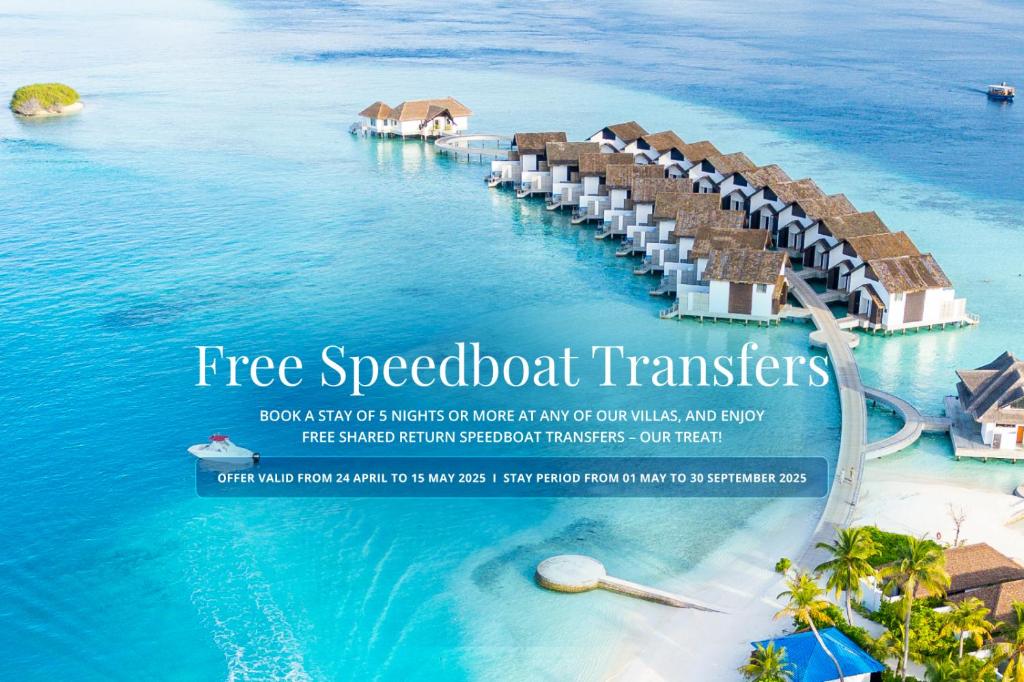 Free Speedboat Transfers
BOOK A STAY OF 5 NIGHTS OR MORE AT ANY OF OUR VILLAS, AND ENJOY
FREE SHARED RETURN SPEEDBOAT TRANSFERS – OUR TREAT!
OFFER VALID FROM 24 APRIL TO 15 MAY 2025 I STAY PERIOD FROM 01 MAY TO 30 SEPTEMBER 2025